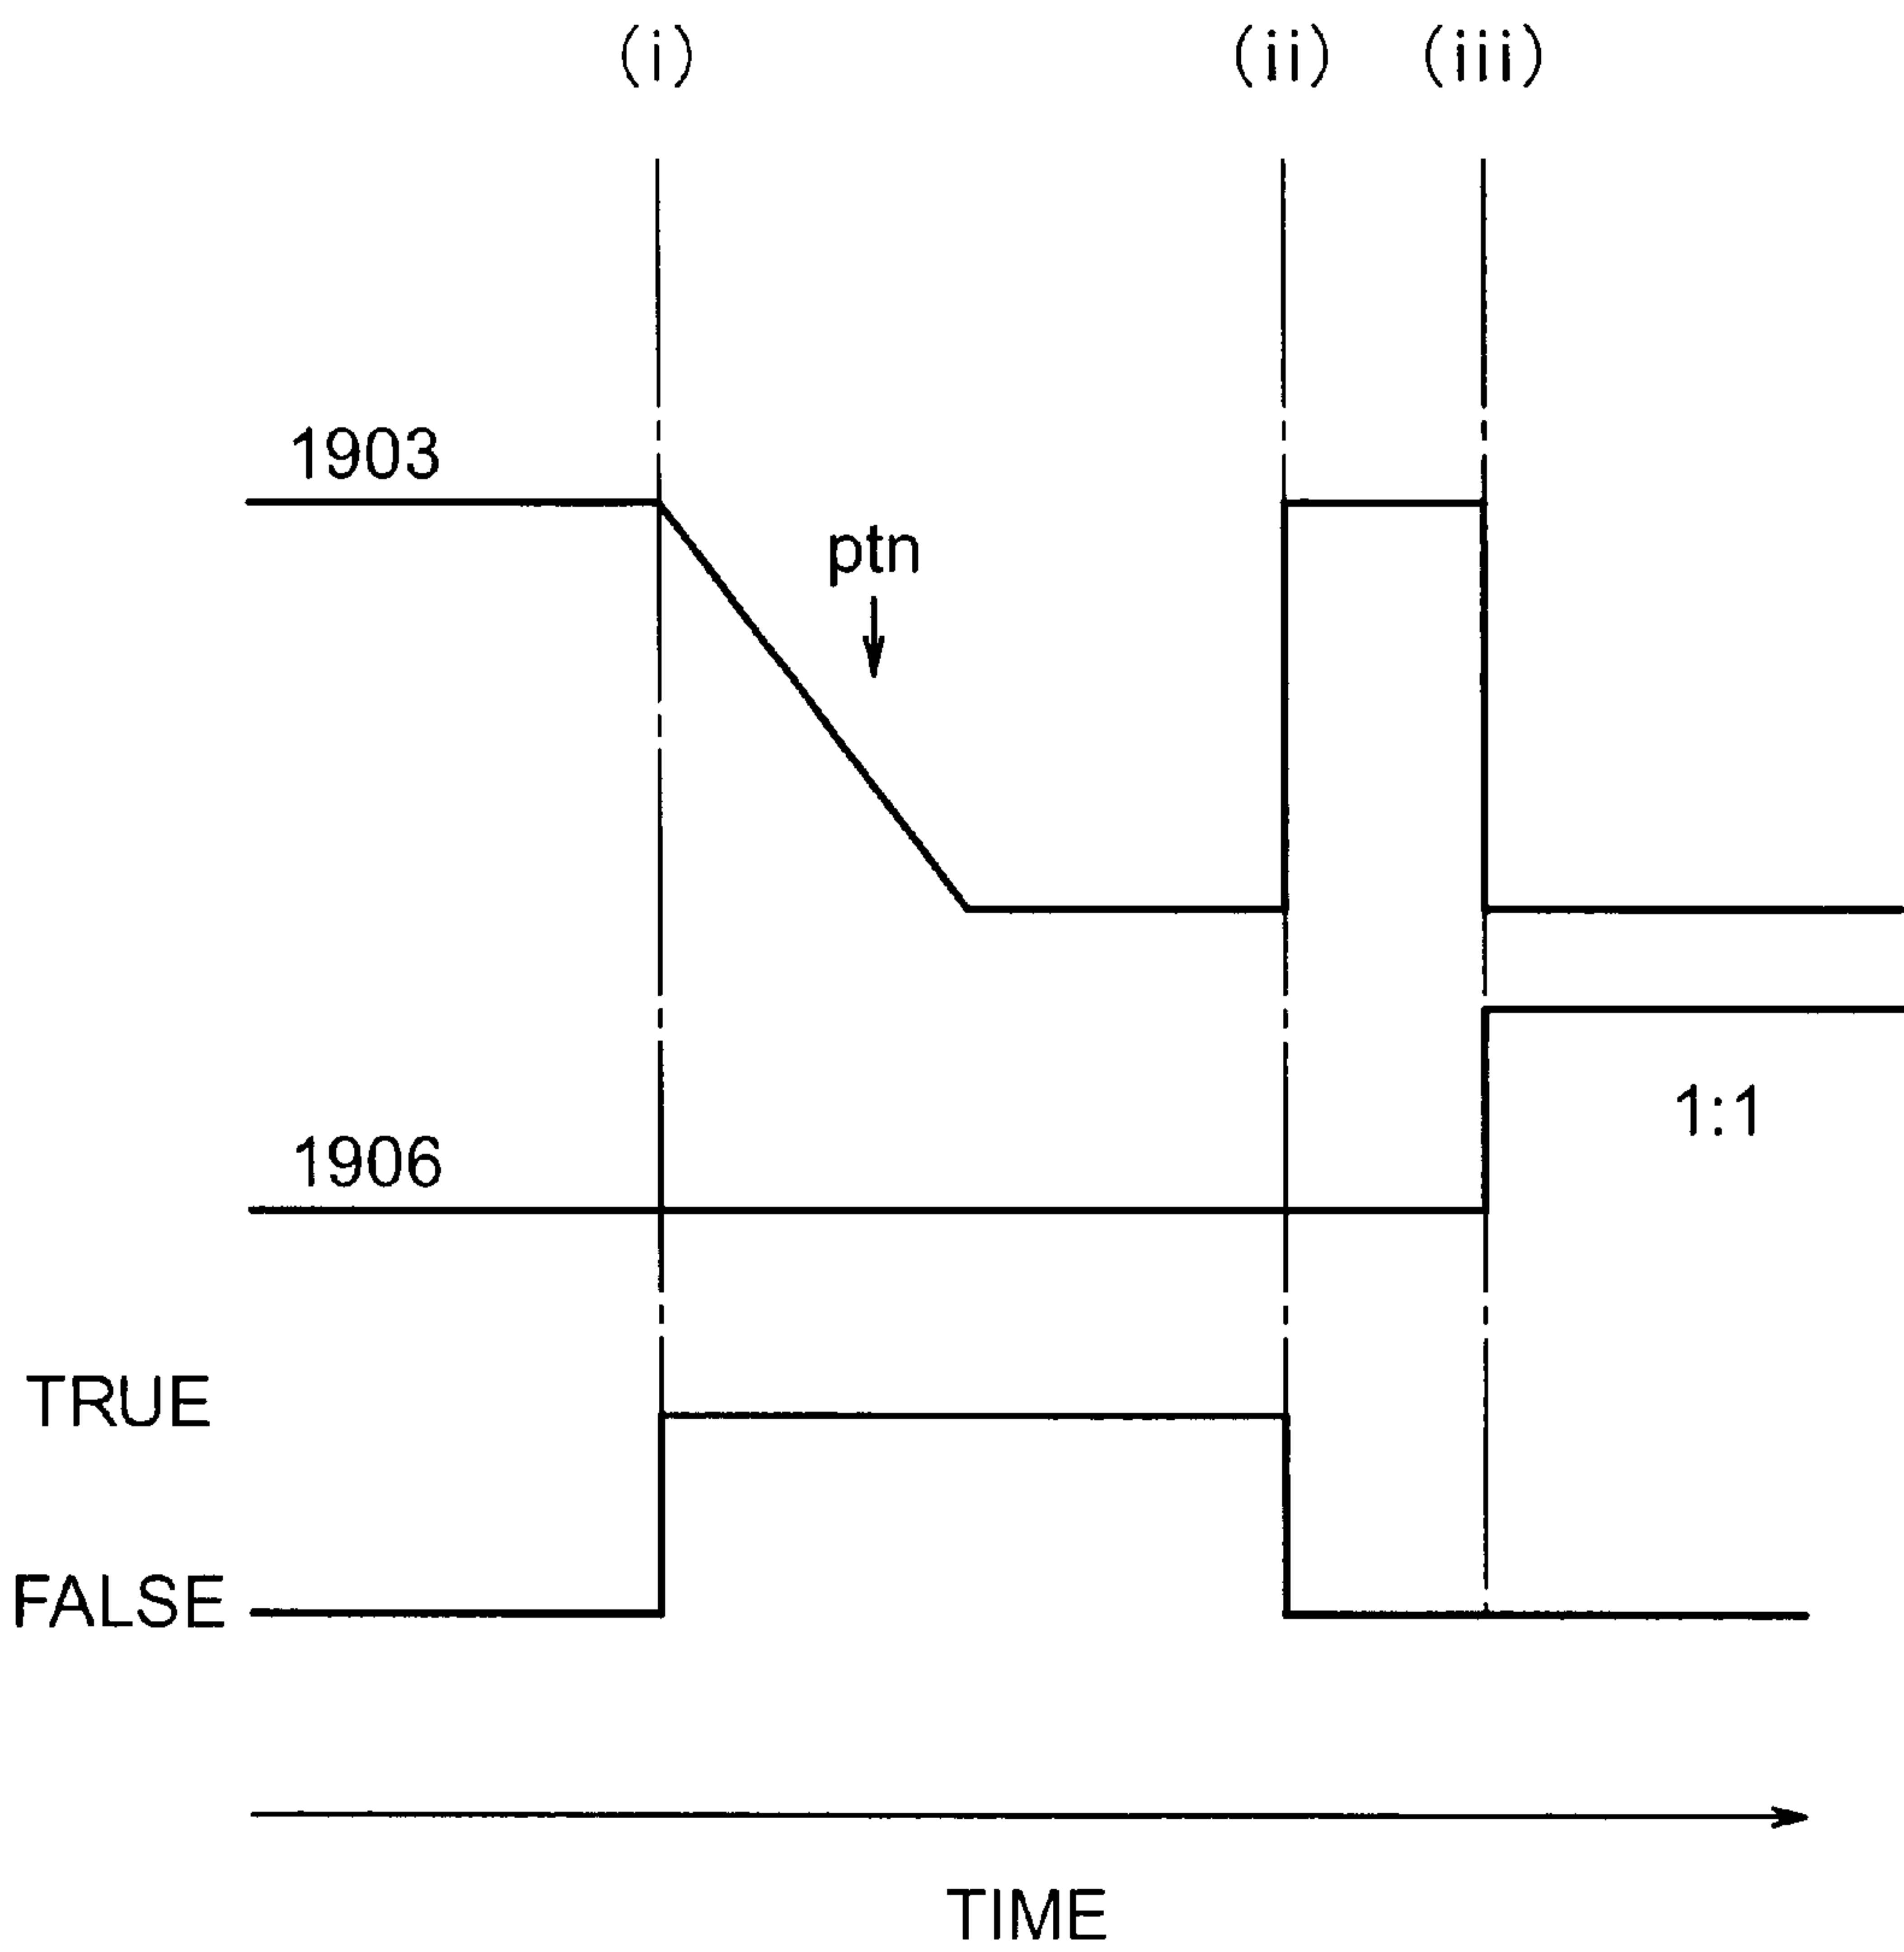 (i) (ii) (iii)
1903
ptn
1:1
1906
TRUE
FALSE
TIME